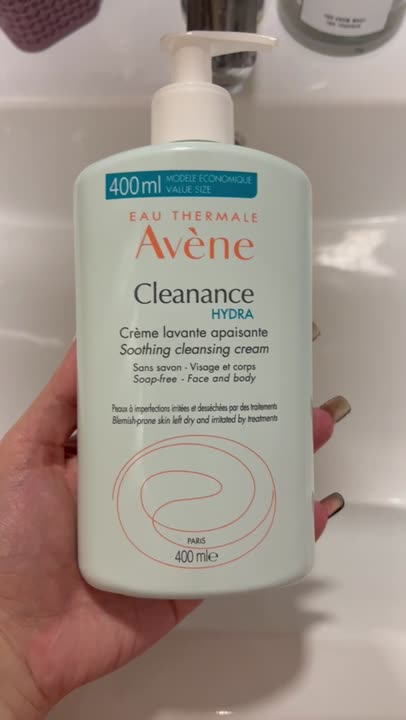 400ml MODÈLE ÉCONOMIQUE
VALUE SIZE
EAU THERMALE
Avène
Cleanance
HYDRA
Crème lavante apaisante
Soothing cleansing cream
Sans savon - Visage et corps
Soap-free - Face and body
Peaux à imperfections irritées et desséchées par des traitements
Blemish-prone skin left dry and irritated by treatments
PARIS
400 ml℮